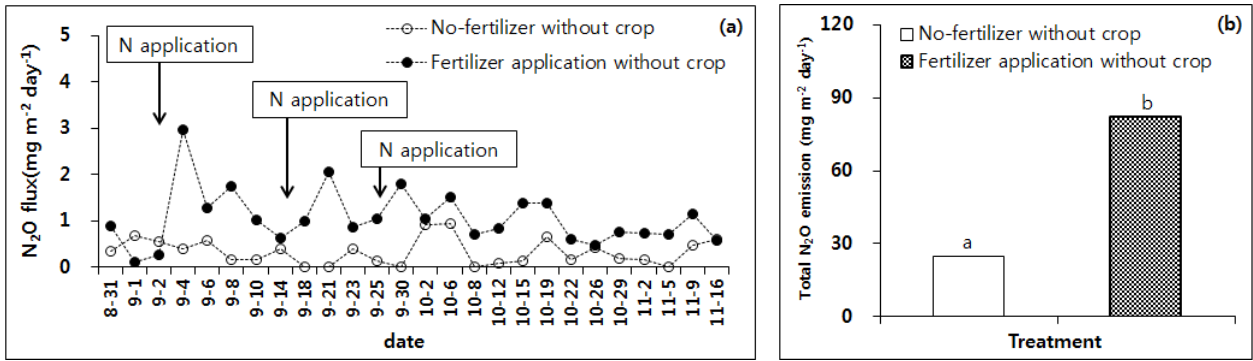 (a)
N application
N application
N application
No-fertilizer without crop
Fertilizer application without crop
N₂O flux(mg m⁻² day⁻¹)
5
4
3
2
1
0
8-31
9-1
9-2
9-4
9-6
9-8
9-10
9-14
9-18
9-21
9-23
9-25
9-30
10-2
10-6
10-8
10-12
10-15
10-19
10-22
10-26
10-29
11-2
11-5
11-9
11-16
date
(b)
No-fertilizer without crop
Fertilizer application without crop
Total N₂O emission (mg m⁻² day⁻¹)
120
90
60
30
0
a
b
Treatment